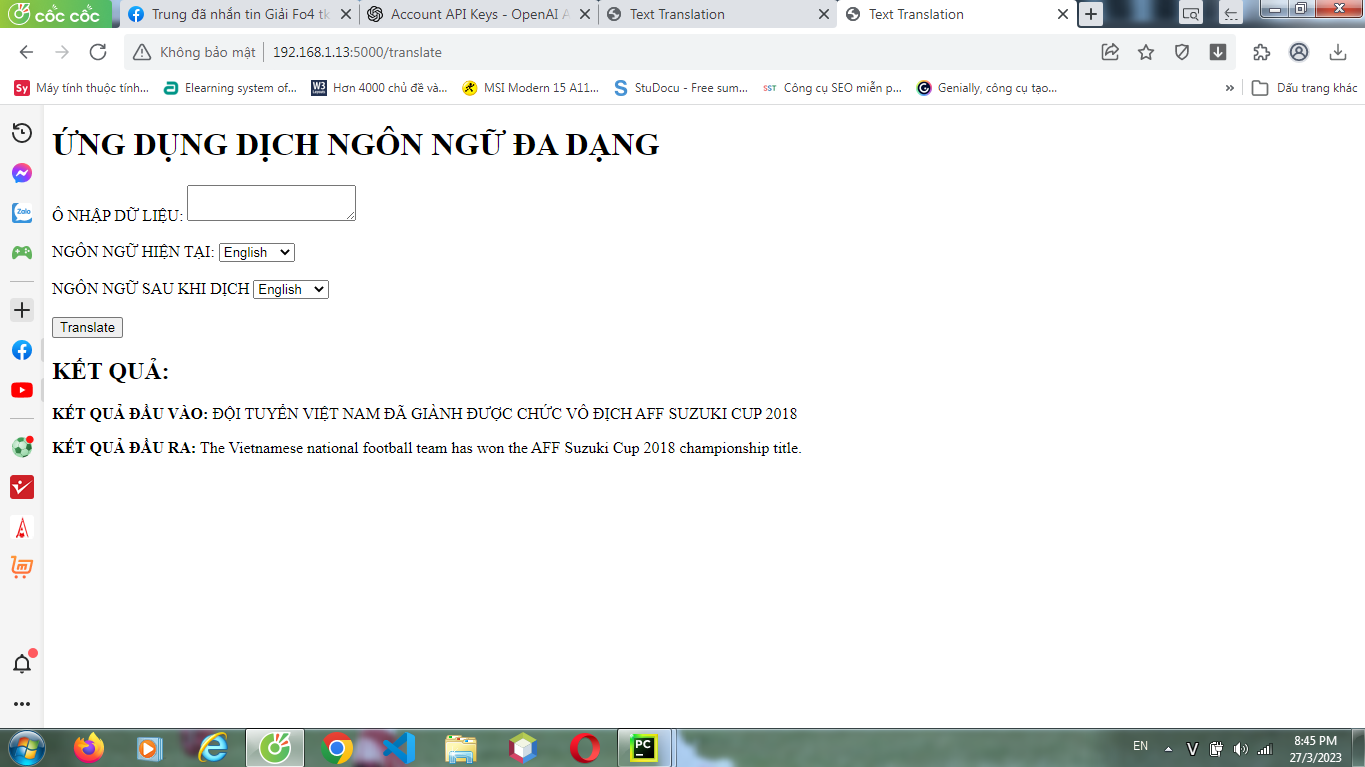 cốc cốc
Trung đã nhắn tin Giải Fo4 tk
Account API Keys - OpenAI A
Text Translation
Text Translation
Không bảo mật
192.168.1.13:5000/translate
Sy Máy tính thuộc tính...
Elearning system of...
W3 Hơn 4000 chủ đề và...
MSI Modern 15 A11...
S StuDocu - Free sum...
SST Công cụ SEO miễn p...
G Genially, công cụ tạo...
»
Dấu trang khác
ỨNG DỤNG DỊCH NGÔN NGỮ ĐA DẠNG
Ô NHẬP DỮ LIỆU:
NGÔN NGỮ HIỆN TẠI: English
NGÔN NGỮ SAU KHI DỊCH English
Translate
KẾT QUẢ:
KẾT QUẢ ĐẦU VÀO: ĐỘI TUYỂN VIỆT NAM ĐÃ GIÀNH ĐƯỢC CHỨC VÔ ĐỊCH AFF SUZUKI CUP 2018
KẾT QUẢ ĐẦU RA: The Vietnamese national football team has won the AFF Suzuki Cup 2018 championship title.
Zalo
PC
EN
V
8:45 PM
27/3/2023